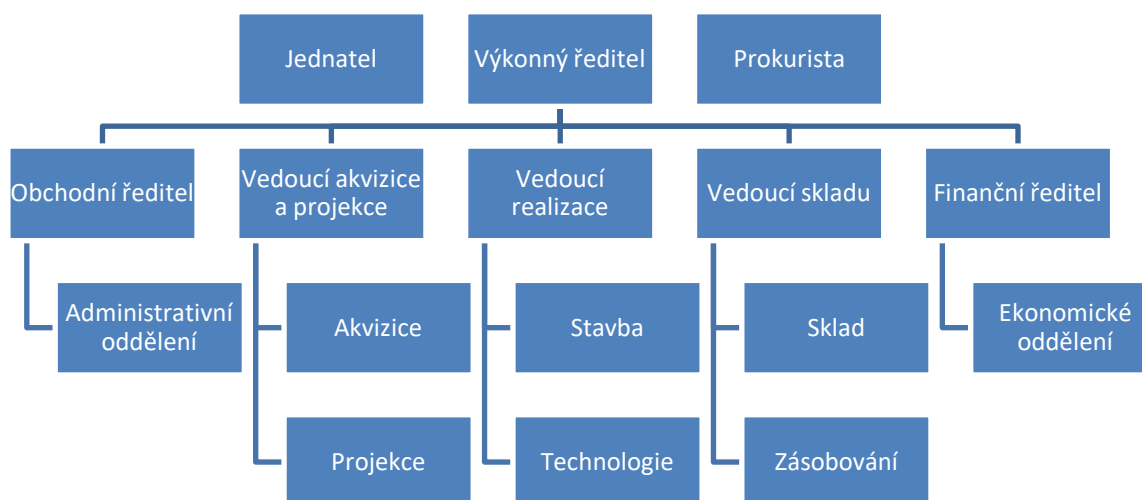 Jednatel
Výkonný ředitel
Prokurista
Obchodní ředitel
Vedoucí akvizice
a projekce
Vedoucí
realizace
Vedoucí skladu
Finanční ředitel
Administrativní
oddělení
Akvizice
Stavba
Sklad
Ekonomické
oddělení
Projekce
Technologie
Zásobování